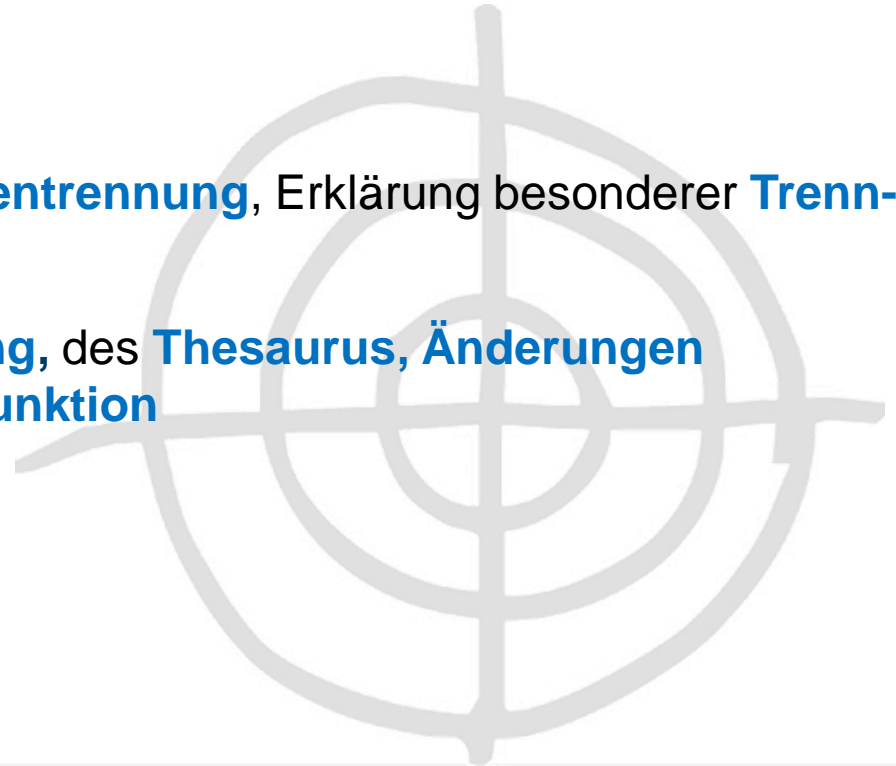 entrennung, Erklärung besonderer Trenn-
ng, des Thesaurus, Änderungen
unktion